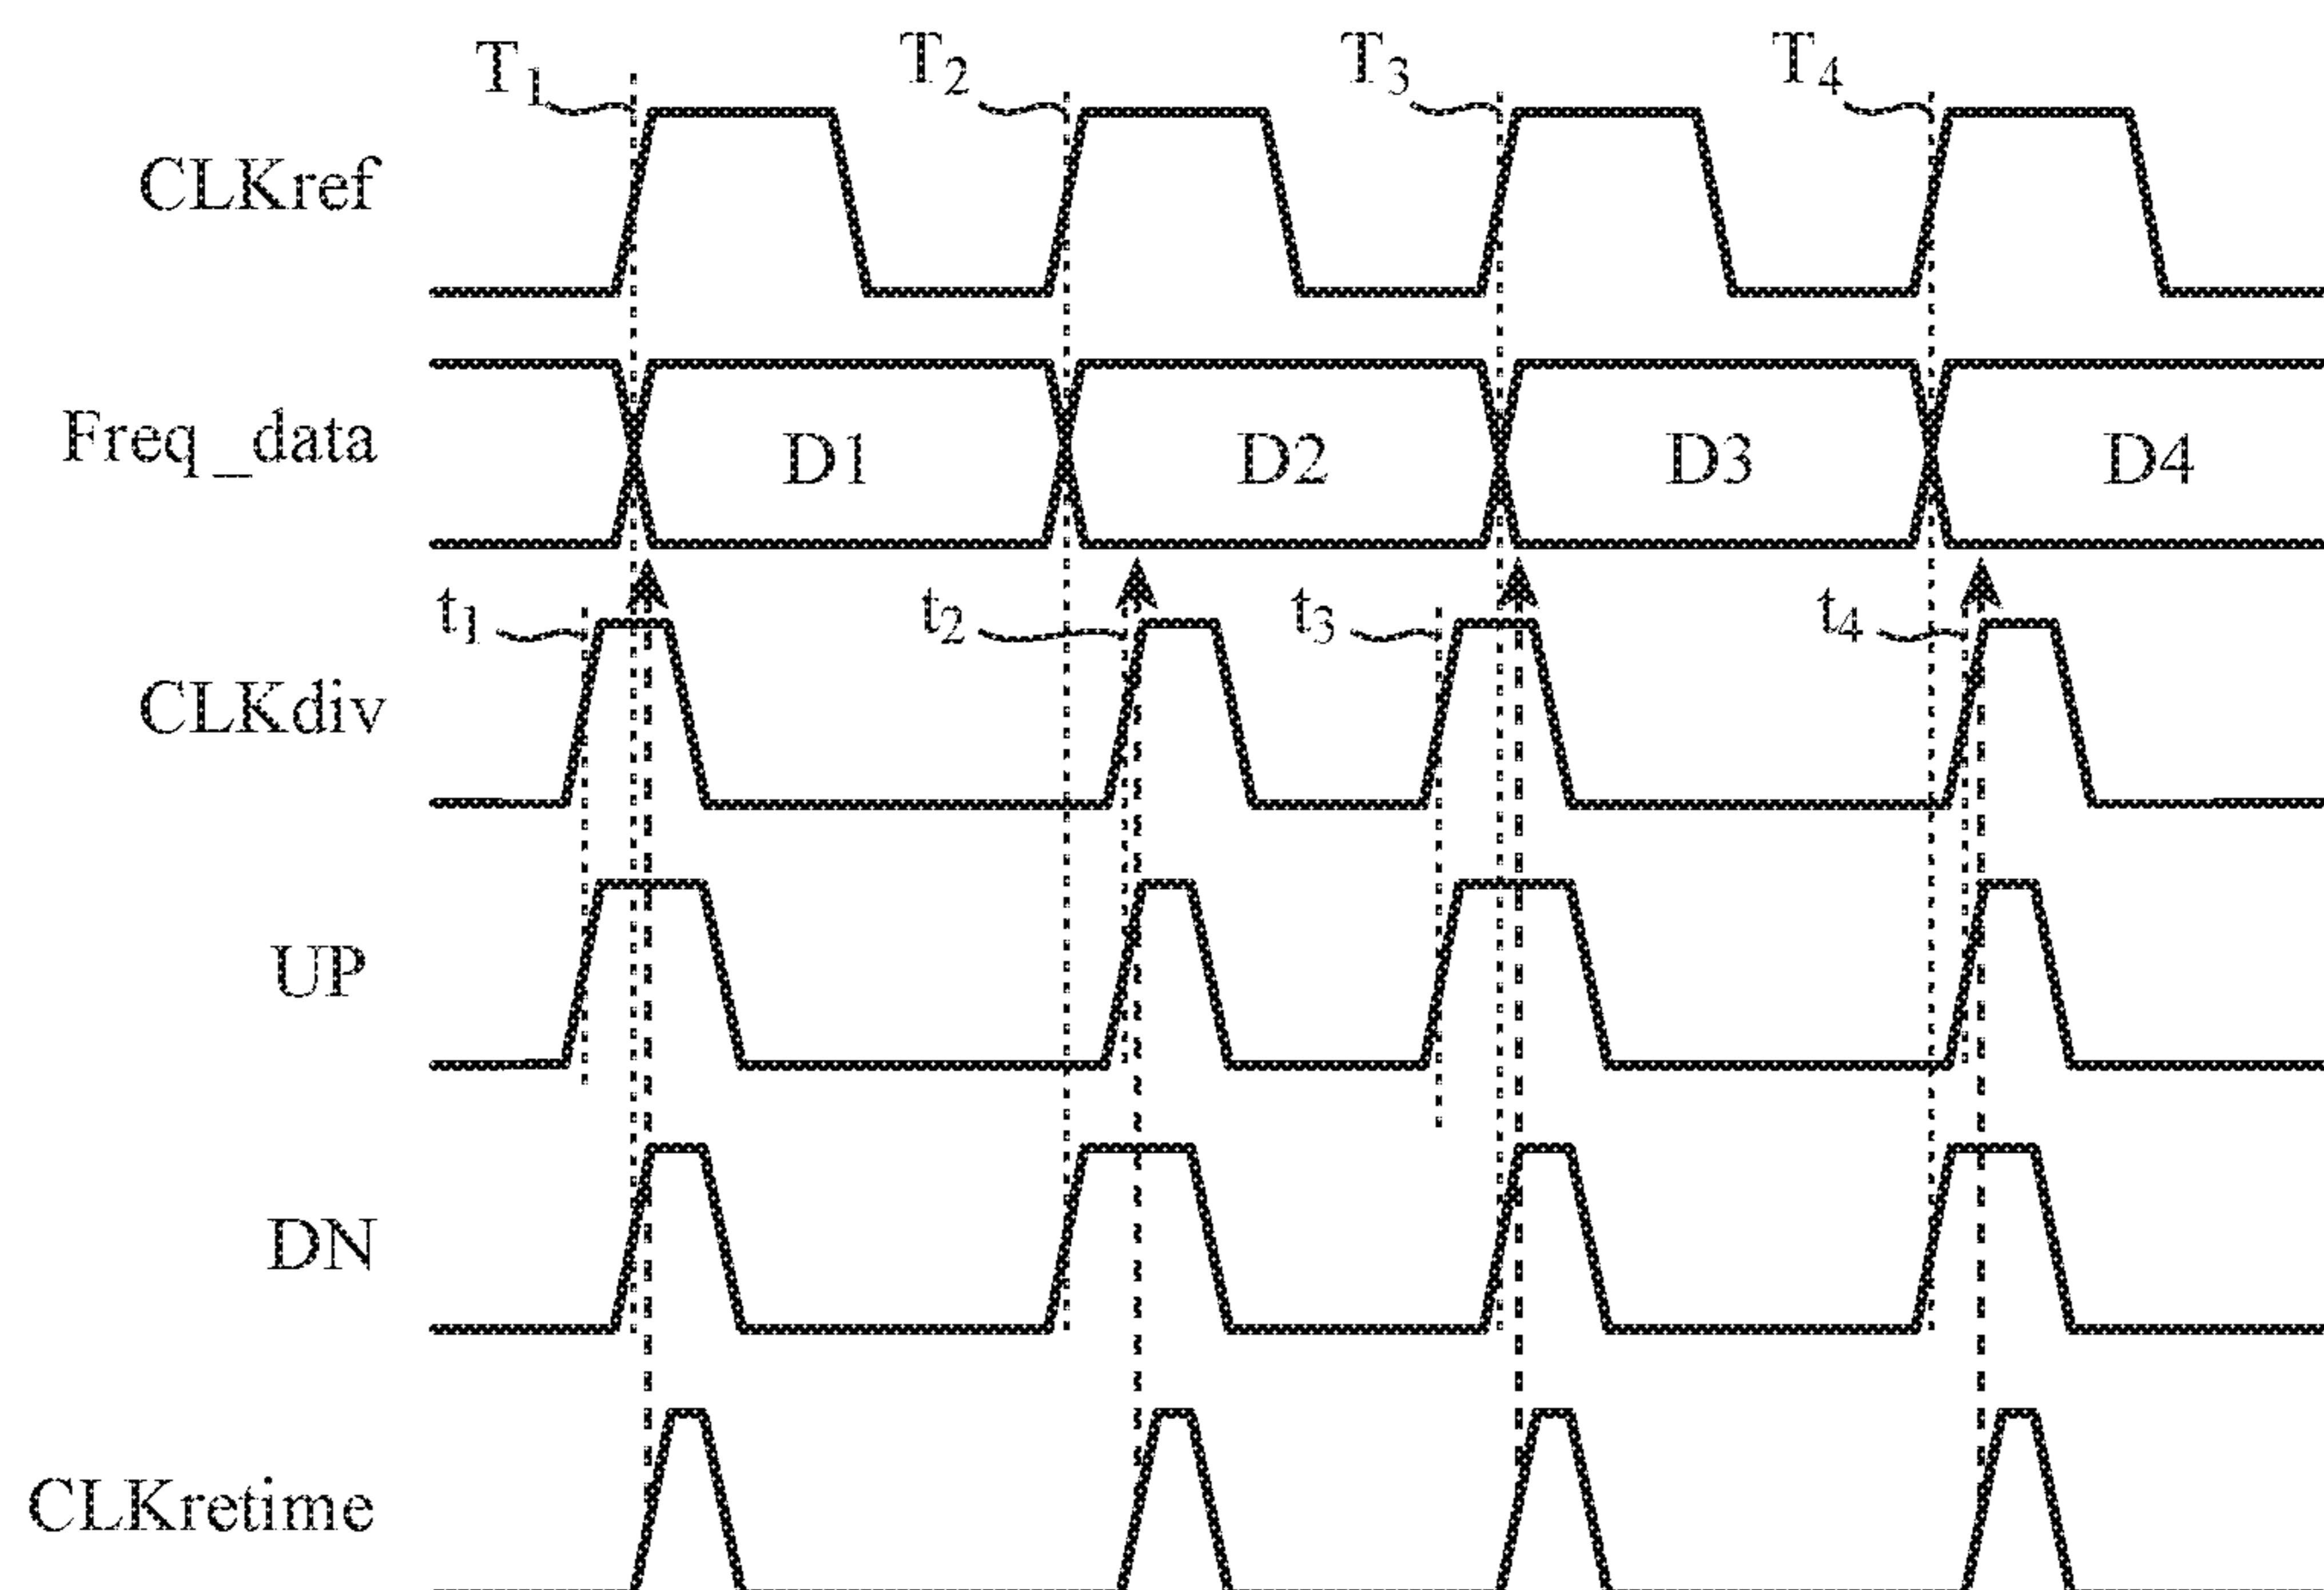 T1 T2 T3 T4
CLKref
Freq_data D1 D2 D3 D4
t1 t2 t3 t4
CLKdiv
UP
DN
CLKretime